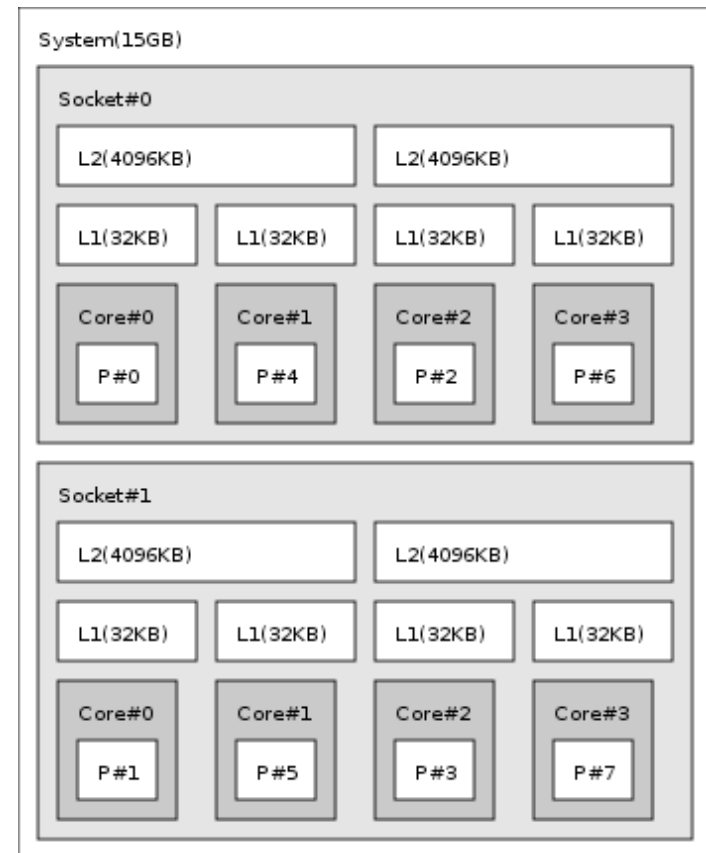 System(15GB)
Socket#0
L2(4096KB) L2(4096KB)
L1(32KB) L1(32KB) L1(32KB) L1(32KB)
Core#0 Core#1 Core#2 Core#3
P#0 P#4 P#2 P#6
Socket#1
L2(4096KB) L2(4096KB)
L1(32KB) L1(32KB) L1(32KB) L1(32KB)
Core#0 Core#1 Core#2 Core#3
P#1 P#5 P#3 P#7